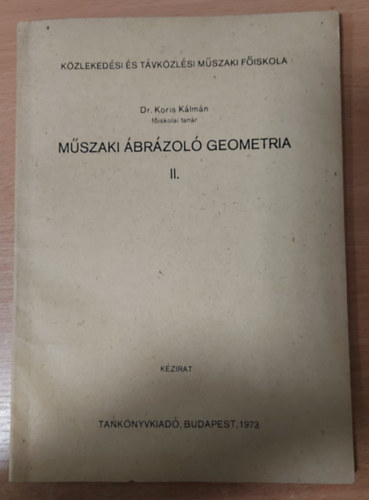 KÖZLEKEDÉSI ÉS TÁVKÖZLÉSI MŰSZAKI FŐISKOLA
Dr. Koris Kálmán
főiskolai tanár
MŰSZAKI ÁBRÁZOLÓ GEOMETRIA
II.
KÉZIRAT
TANKÖNYVKIADÓ, BUDAPEST, 1973